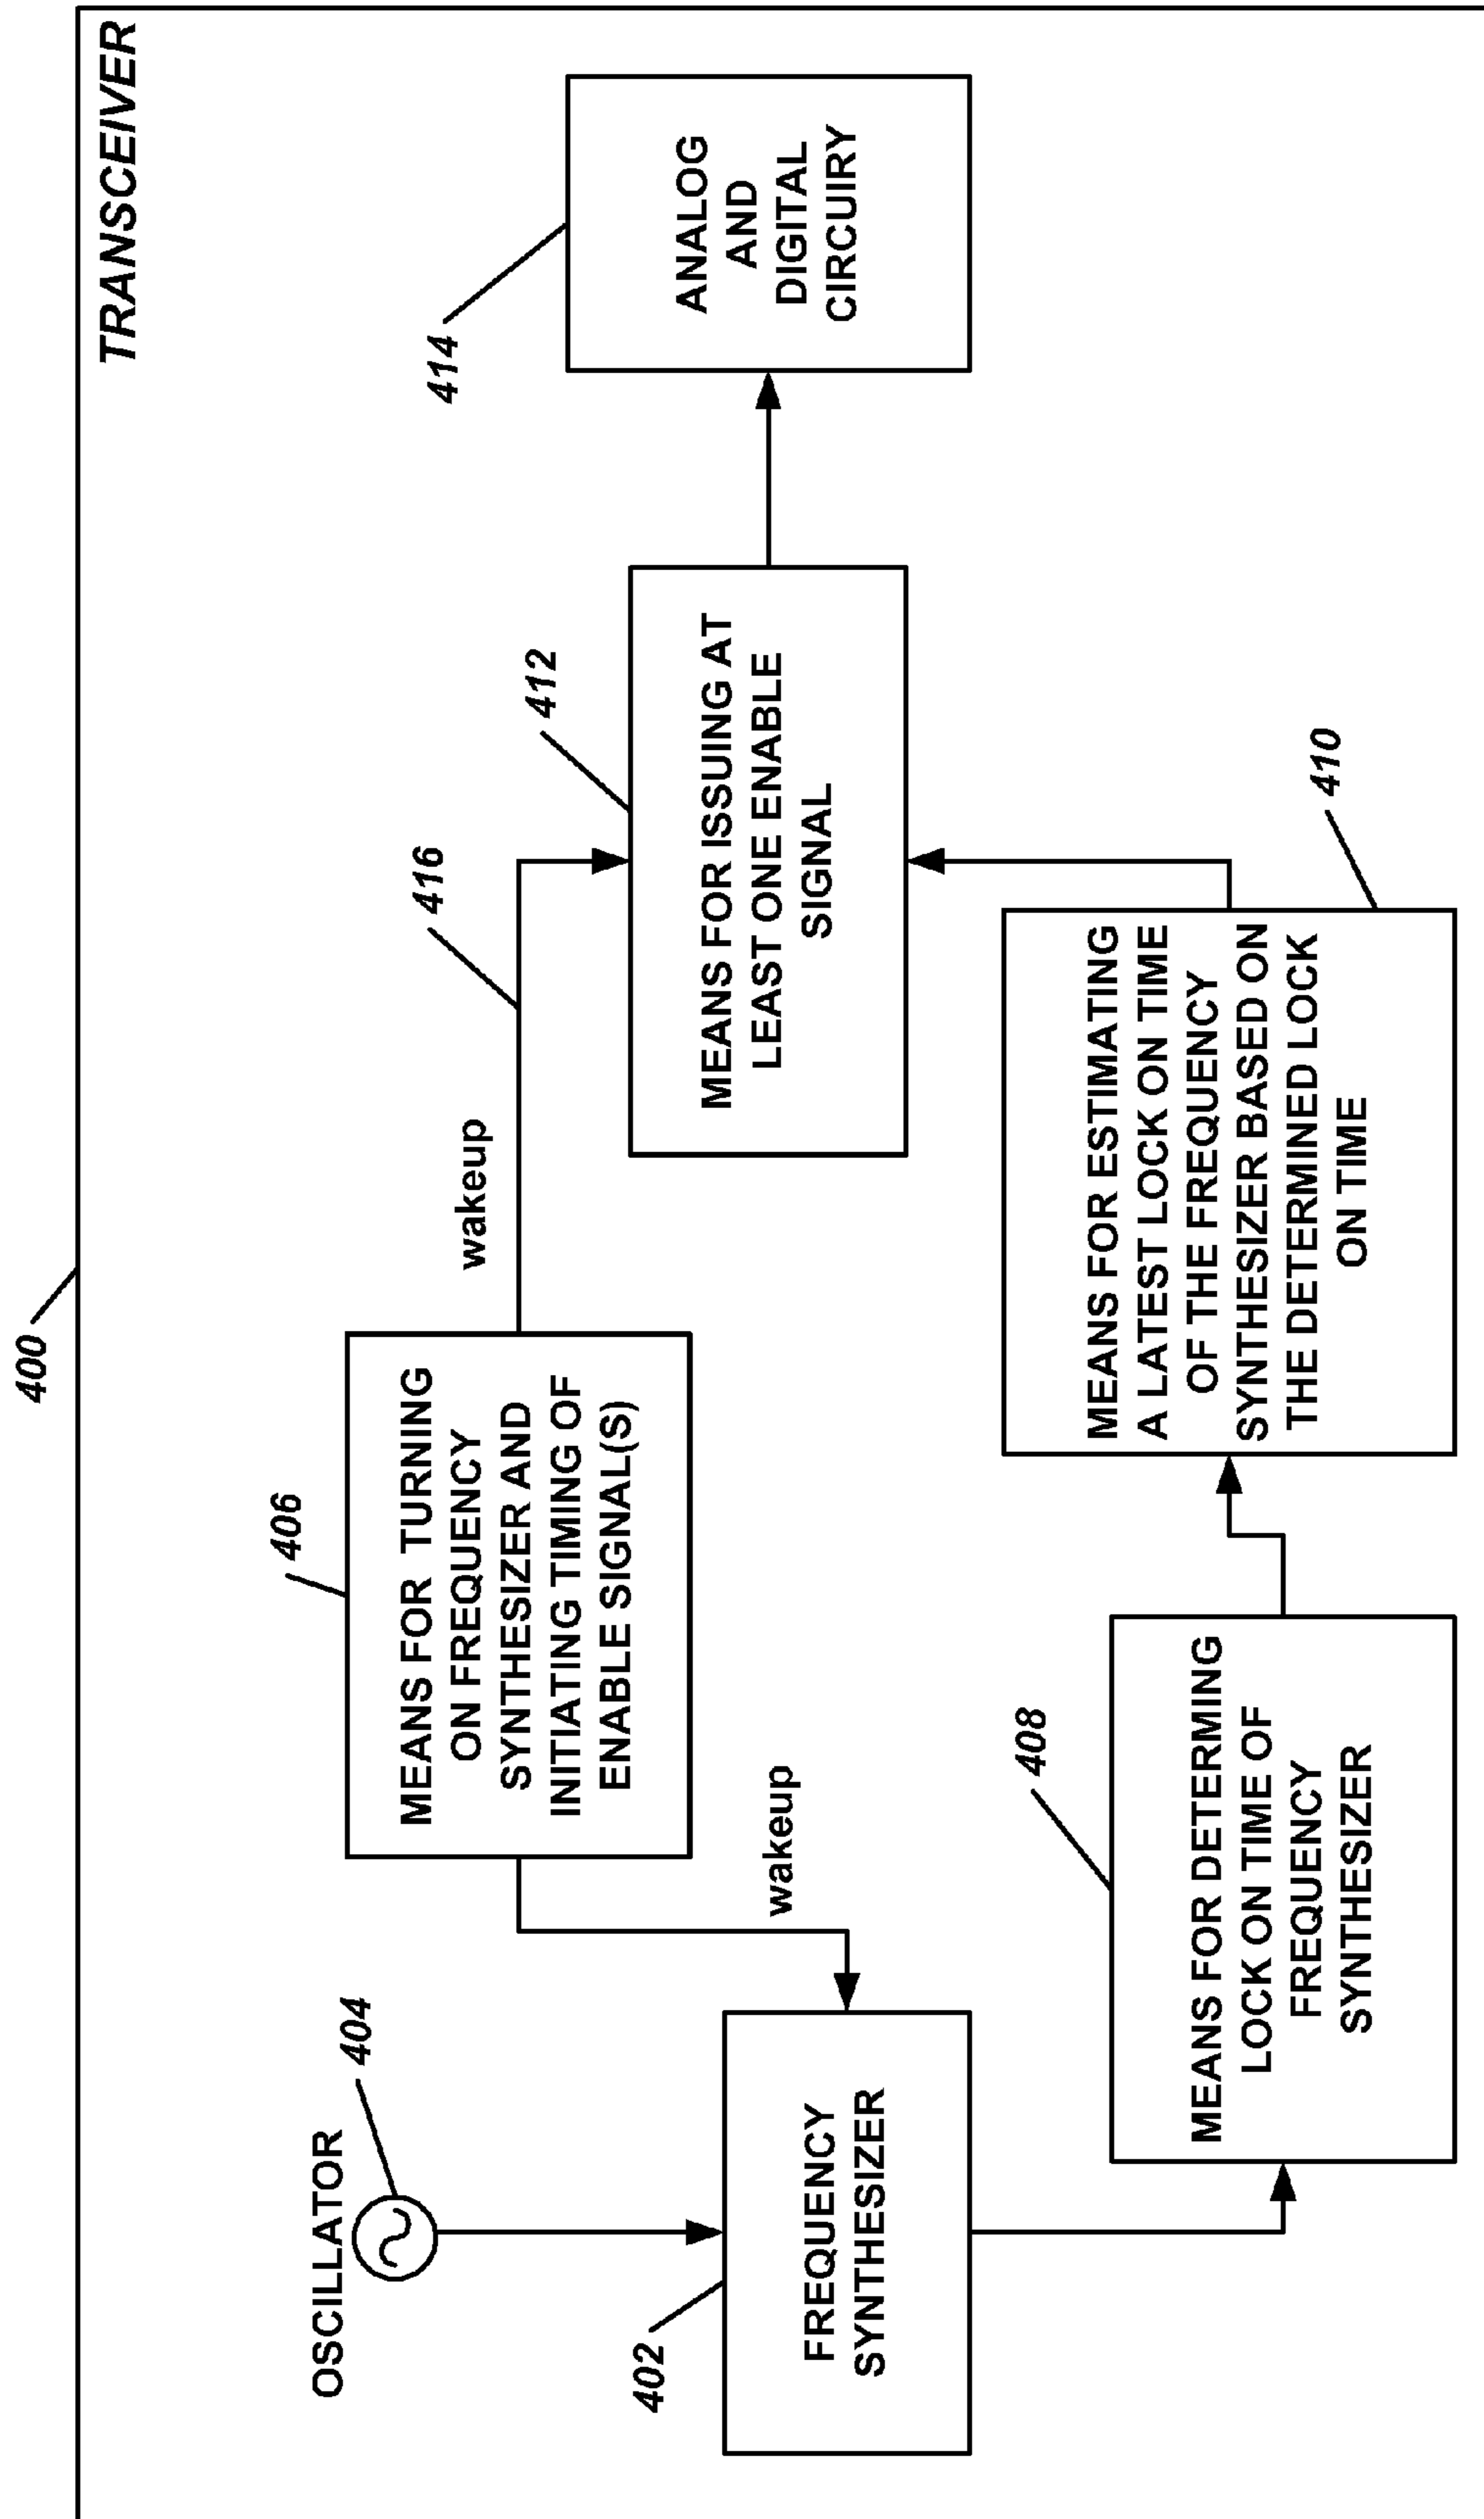 400
TRANSCEIVER
OSCILLATOR
404
406
MEANS FOR TURNING
ON FREQUENCY
SYNTHESIZER AND
INITIATING TIMING OF
ENABLE SIGNAL(S)
wakeup
416
412
MEANS FOR ISSUING AT
LEAST ONE ENABLE
SIGNAL
414
ANALOG
AND
DIGITAL
CIRCUIRY
402
FREQUENCY
SYNTHESIZER
wakeup
408
MEANS FOR DETERMING
LOCK ON TIME OF
FREQUENCY
SYNTHESIZER
410
MEANS FOR ESTIMATING
A LATEST LOCK ON TIME
OF THE FREQUENCY
SYNTHESIZER BASED ON
THE DETERMINED LOCK
ON TIME